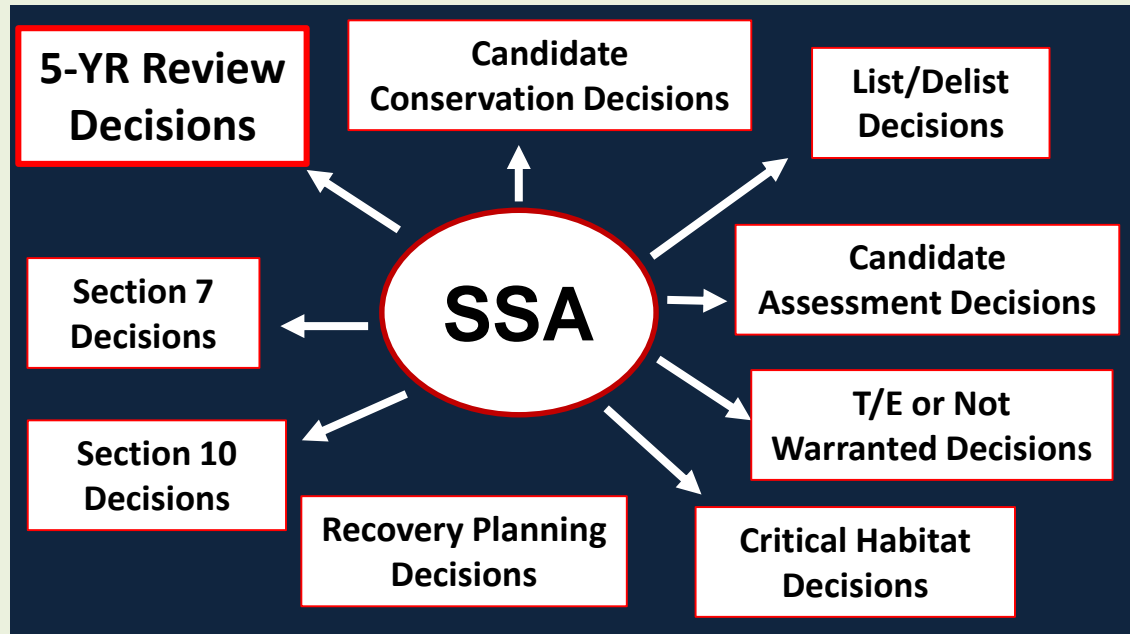 5-YR Review
Decisions
Candidate
Conservation Decisions
List/Delist
Decisions
SSA
Candidate
Assessment Decisions
Section 7
Decisions
T/E or Not
Warranted Decisions
Section 10
Decisions
Recovery Planning
Decisions
Critical Habitat
Decisions